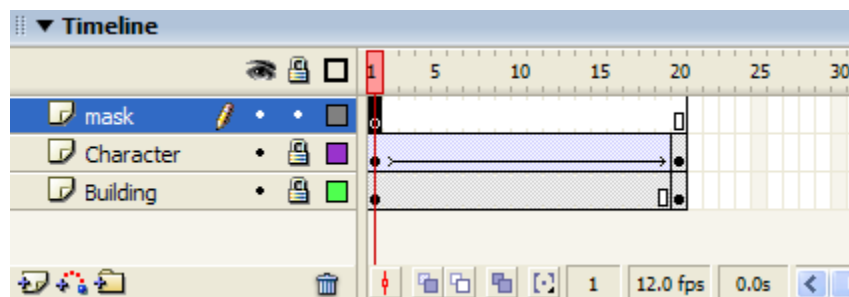 Timeline
1 5 10 15 20 25 30
mask
Character
Building
1 12.0 fps 0.0s